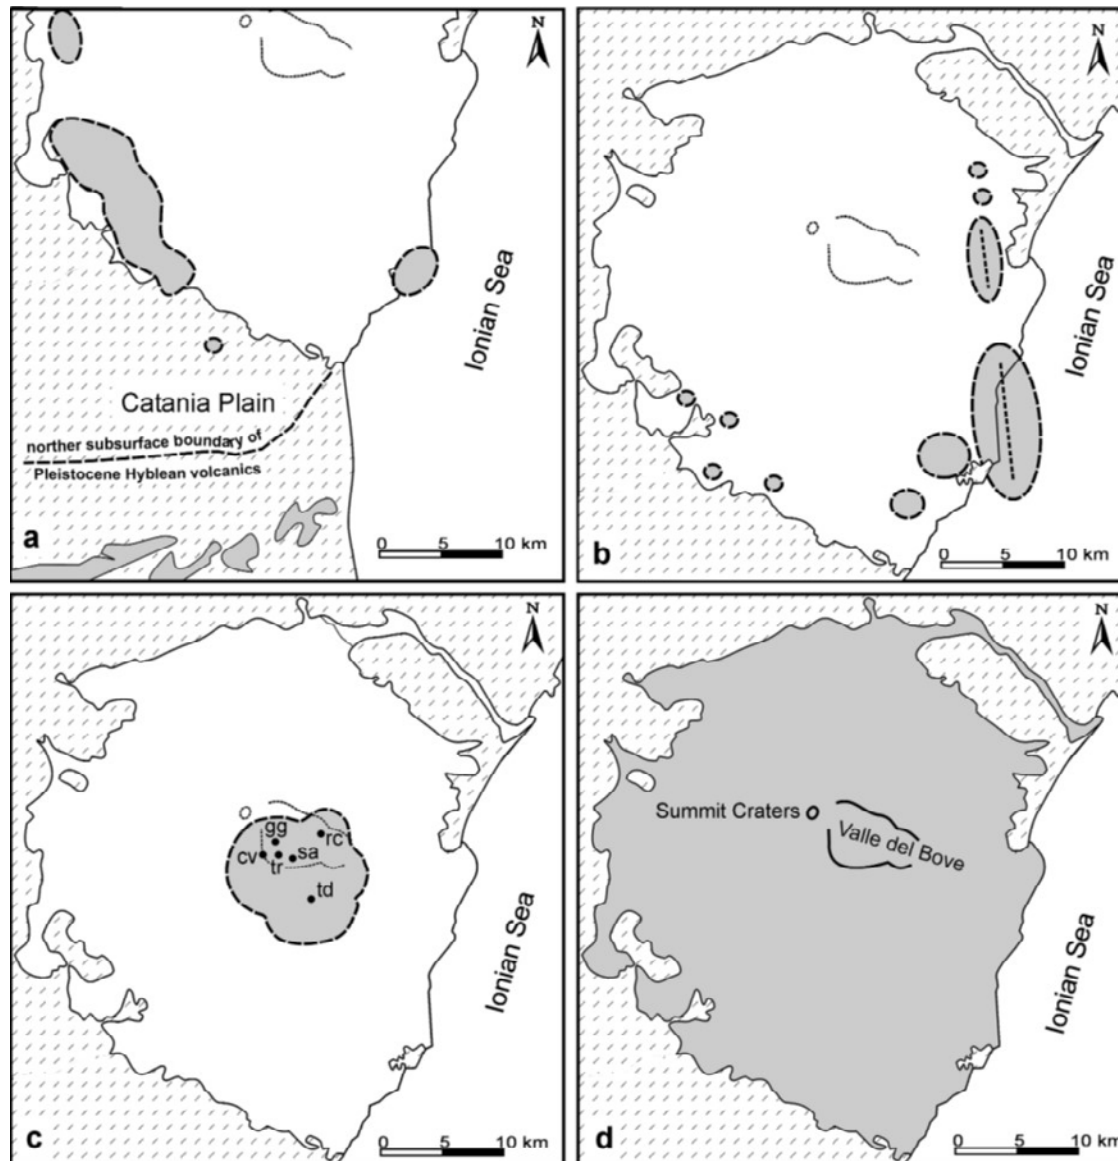 N
Ionian Sea
Catania Plain
norther subsurface boundary of
Pleistocene Hyblean volcanics
a
0 5 10 km
N
Ionian Sea
b
0 5 10 km
N
gg
rc
cv
tr
sa
td
Ionian Sea
c
0 5 10 km
N
Summit Craters
Valle del Bove
Ionian Sea
d
0 5 10 km